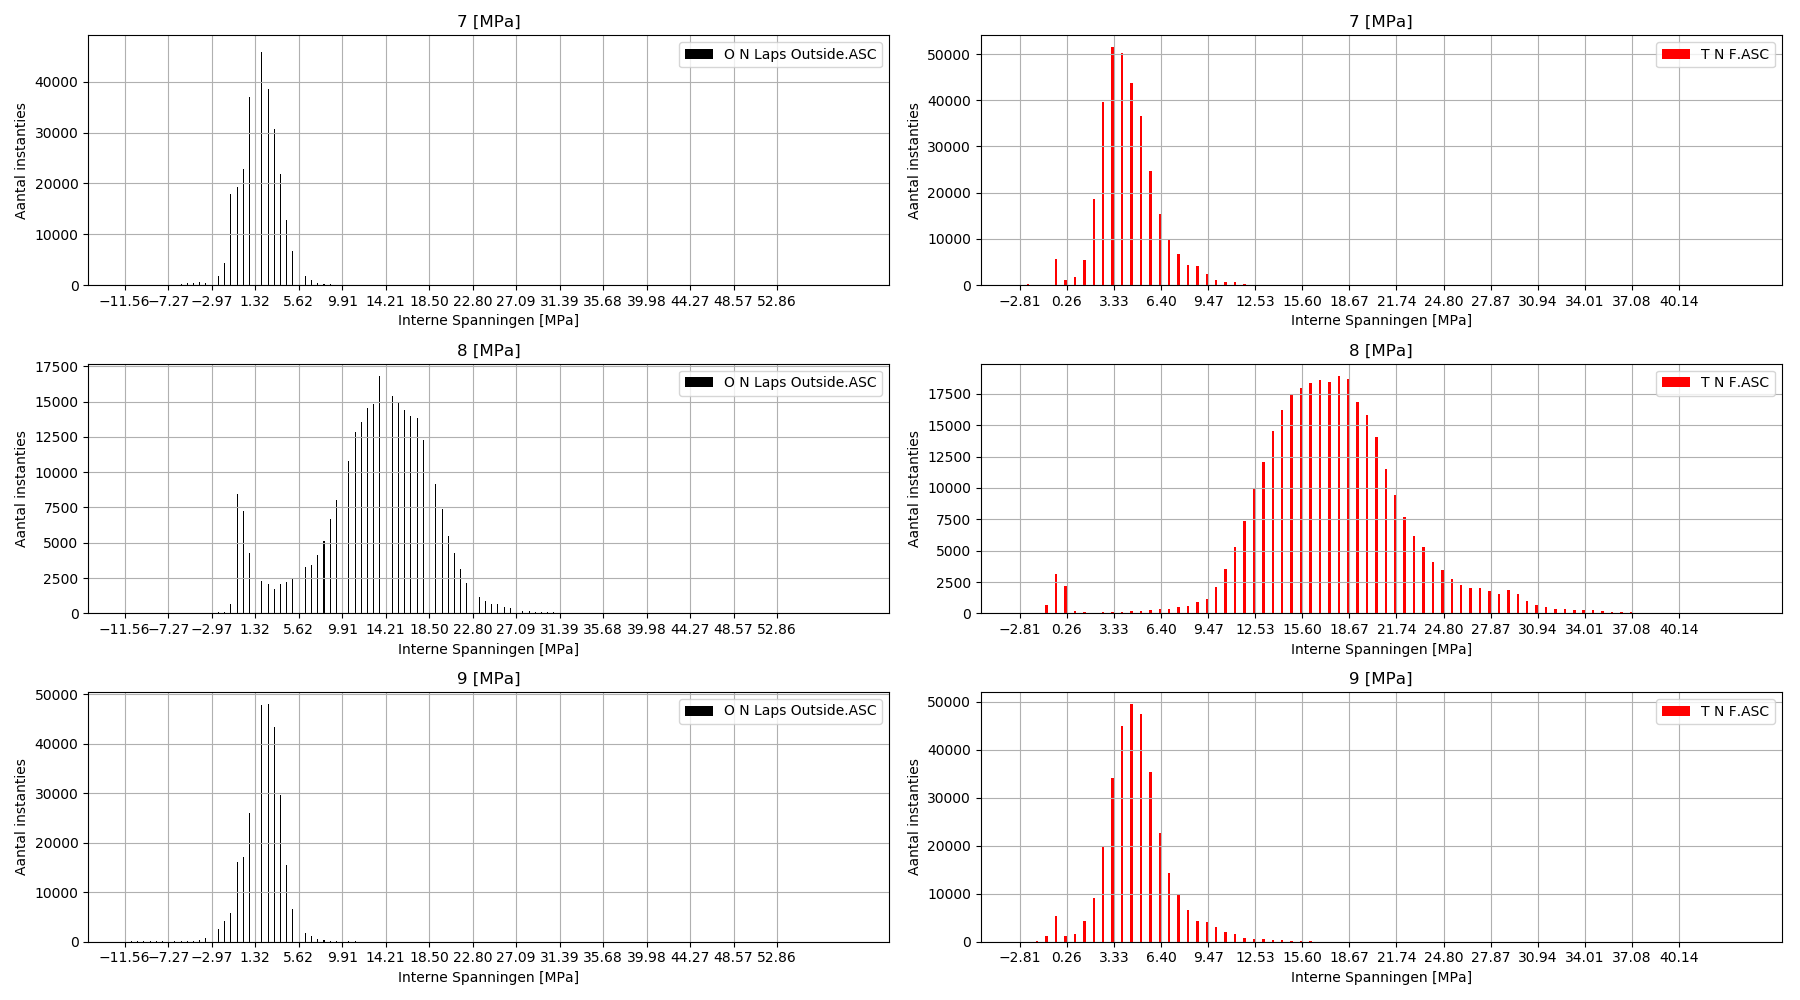 7 [MPa]
O N Laps Outside.ASC
Aantal instanties
40000
30000
20000
10000
0
−11.56 −7.27 −2.97 1.32 5.62 9.91 14.21 18.50 22.80 27.09 31.39 35.68 39.98 44.27 48.57 52.86
Interne Spanningen [MPa]
7 [MPa]
T N F.ASC
Aantal instanties
50000
40000
30000
20000
10000
0
−2.81 0.26 3.33 6.40 9.47 12.53 15.60 18.67 21.74 24.80 27.87 30.94 34.01 37.08 40.14
Interne Spanningen [MPa]
8 [MPa]
O N Laps Outside.ASC
Aantal instanties
17500
15000
12500
10000
7500
5000
2500
0
−11.56 −7.27 −2.97 1.32 5.62 9.91 14.21 18.50 22.80 27.09 31.39 35.68 39.98 44.27 48.57 52.86
Interne Spanningen [MPa]
8 [MPa]
T N F.ASC
Aantal instanties
17500
15000
12500
10000
7500
5000
2500
0
−2.81 0.26 3.33 6.40 9.47 12.53 15.60 18.67 21.74 24.80 27.87 30.94 34.01 37.08 40.14
Interne Spanningen [MPa]
9 [MPa]
O N Laps Outside.ASC
Aantal instanties
50000
40000
30000
20000
10000
0
−11.56 −7.27 −2.97 1.32 5.62 9.91 14.21 18.50 22.80 27.09 31.39 35.68 39.98 44.27 48.57 52.86
Interne Spanningen [MPa]
9 [MPa]
T N F.ASC
Aantal instanties
50000
40000
30000
20000
10000
0
−2.81 0.26 3.33 6.40 9.47 12.53 15.60 18.67 21.74 24.80 27.87 30.94 34.01 37.08 40.14
Interne Spanningen [MPa]